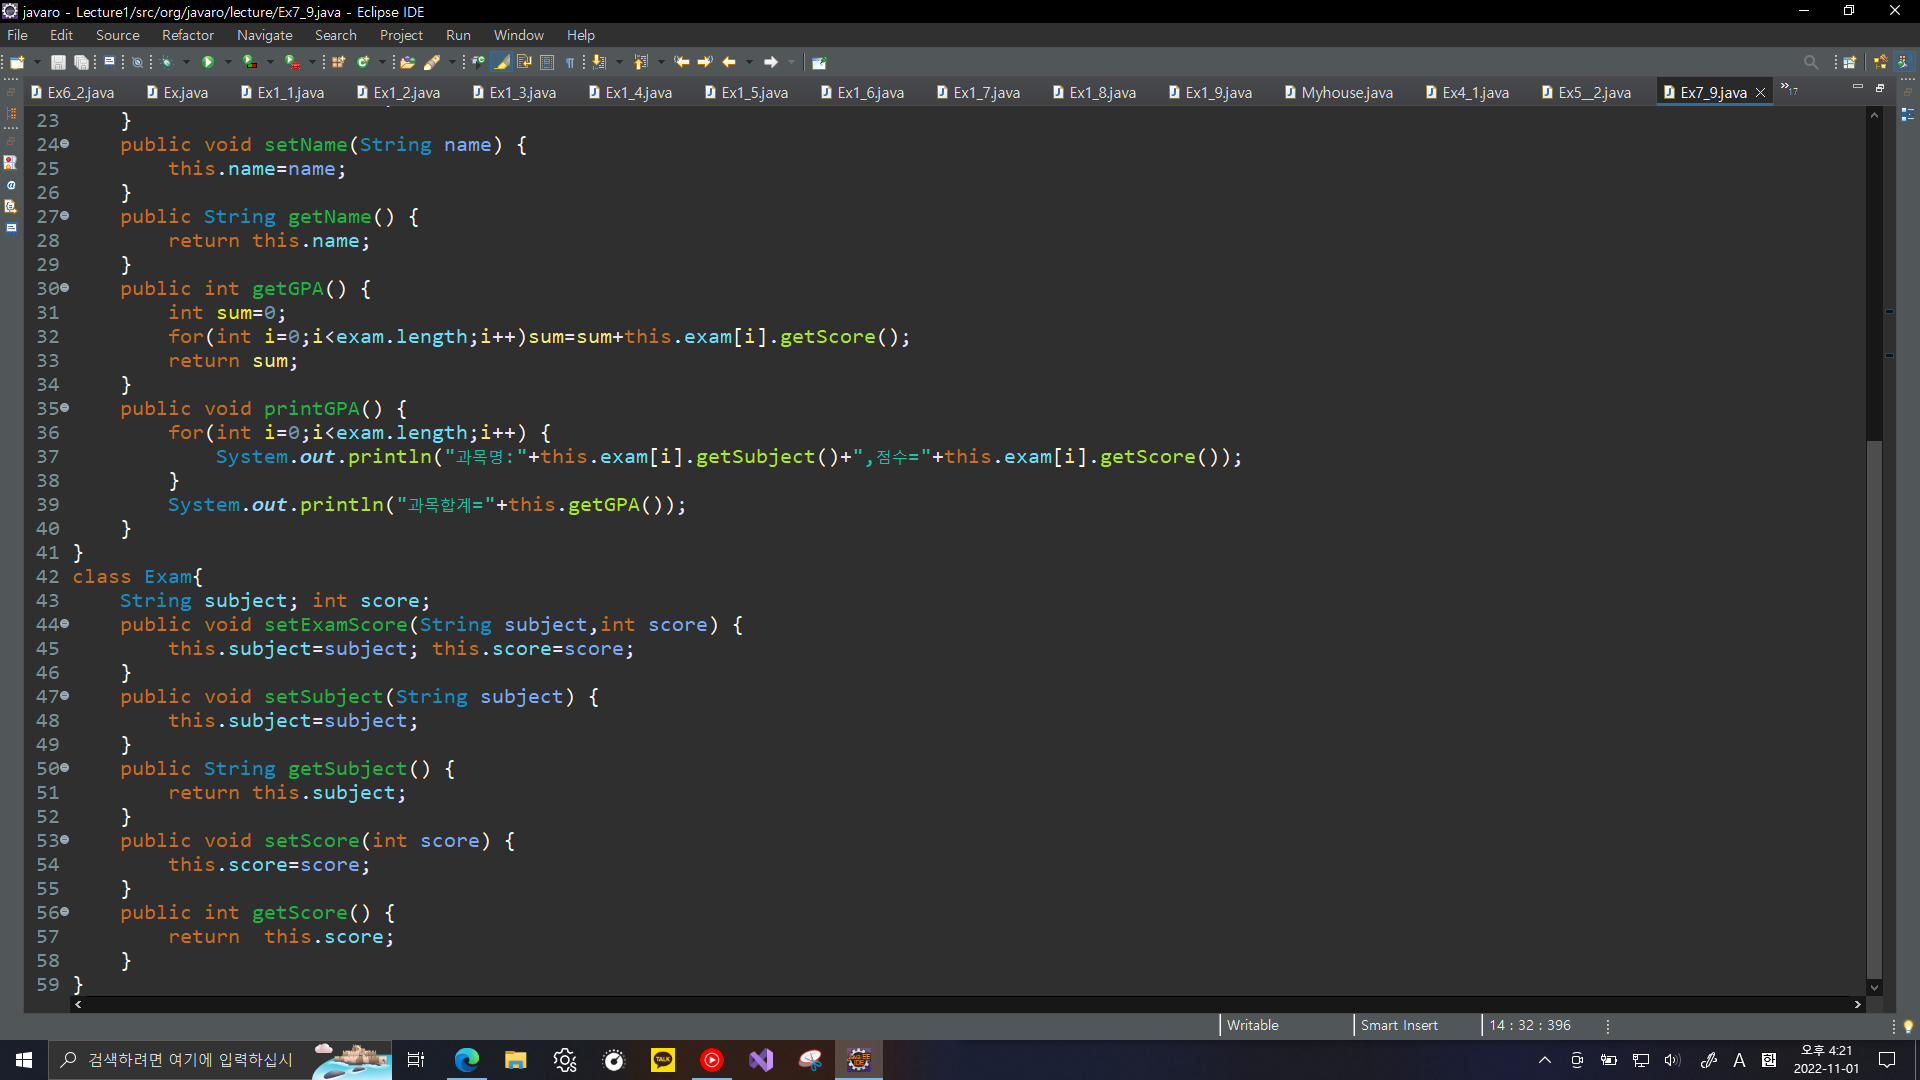 javaro - Lecture1/src/org/javaro/lecture/Ex7_9.java - Eclipse IDE
File Edit Source Refactor Navigate Search Project Run Window Help
Ex6_2.java Ex.java Ex1_1.java Ex1_2.java Ex1_3.java Ex1_4.java Ex1_5.java Ex1_6.java Ex1_7.java Ex1_8.java Ex1_9.java Myhouse.java Ex4_1.java Ex5__2.java Ex7_9.java »17
23     }
24     public void setName(String name) {
25         this.name=name;
26     }
27     public String getName() {
28         return this.name;
29     }
30     public int getGPA() {
31         int sum=0;
32         for(int i=0;i<exam.length;i++)sum=sum+this.exam[i].getScore();
33         return sum;
34     }
35     public void printGPA() {
36         for(int i=0;i<exam.length;i++) {
37             System.out.println("과목명:"+this.exam[i].getSubject()+",점수="+this.exam[i].getScore());
38         }
39         System.out.println("과목합계="+this.getGPA());
40     }
41 }
42 class Exam{
43     String subject; int score;
44     public void setExamScore(String subject,int score) {
45         this.subject=subject; this.score=score;
46     }
47     public void setSubject(String subject) {
48         this.subject=subject;
49     }
50     public String getSubject() {
51         return this.subject;
52     }
53     public void setScore(int score) {
54         this.score=score;
55     }
56     public int getScore() {
57         return  this.score;
58     }
59 }
Writable Smart Insert 14 : 32 : 396
검색하려면 여기에 입력하십시 TALK A 오후 4:21
2022-11-01